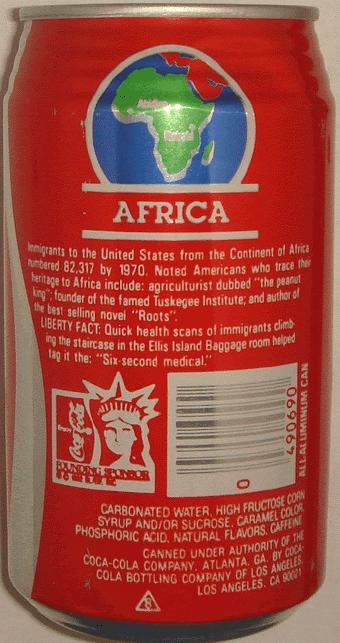 AFRICA
Immigrants to the United States from the Continent of Africa
numbered 82,317 by 1970. Noted Americans who trace their
heritage to Africa include: agriculturist dubbed "the peanut
king"; founder of the famed Tuskegee Institute; and author of
the best selling novel "Roots".
LIBERTY FACT: Quick health scans of immigrants climb-
ing the staircase in the Ellis Island Baggage room helped
tag it the: "Six-second medical."
Enjoy
Coca-Cola
FOUNDING SPONSOR
490690
0
ALL ALUMINUM CAN
CARBONATED WATER, HIGH FRUCTOSE CORN
SYRUP AND/OR SUCROSE, CARAMEL COLOR,
PHOSPHORIC ACID, NATURAL FLAVORS, CAFFEINE
CANNED UNDER AUTHORITY OF THE
COCA-COLA COMPANY, ATLANTA, GA. BY COCA-
COLA BOTTLING COMPANY OF LOS ANGELES,
LOS ANGELES, CA 90021